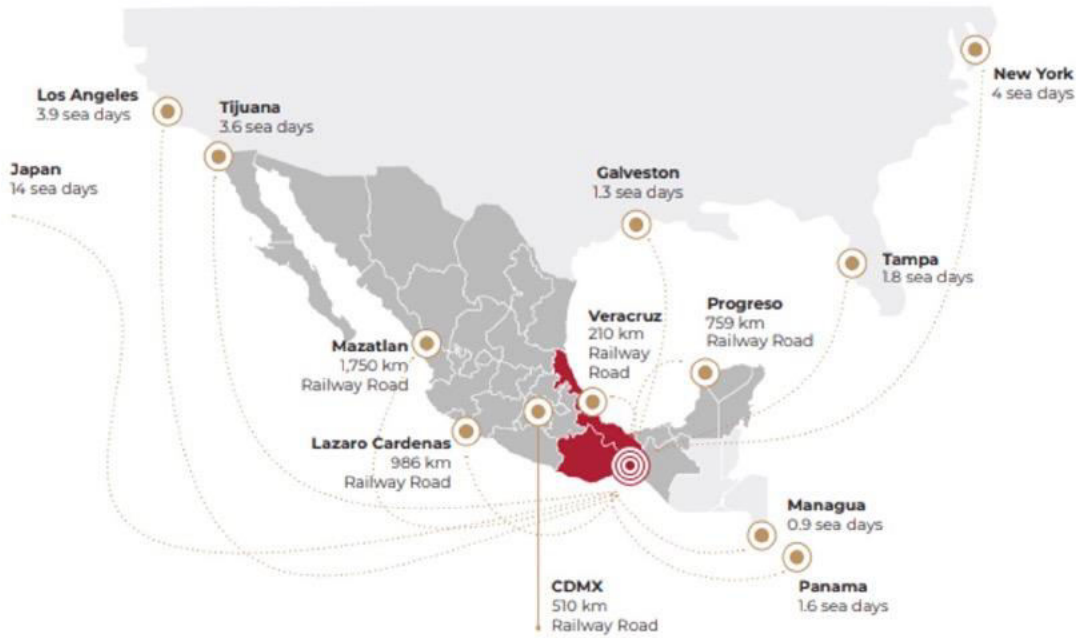 New York
4 sea days
Los Angeles
3.9 sea days
Tijuana
3.6 sea days
Japan
14 sea days
Galveston
1.3 sea days
Tampa
1.8 sea days
Progreso
759 km
Railway Road
Veracruz
210 km
Railway
Road
Mazatlan
1,750 km
Railway Road
Lazaro Cardenas
986 km
Railway Road
Managua
0.9 sea days
Panama
1.6 sea days
CDMX
510 km
Railway Road